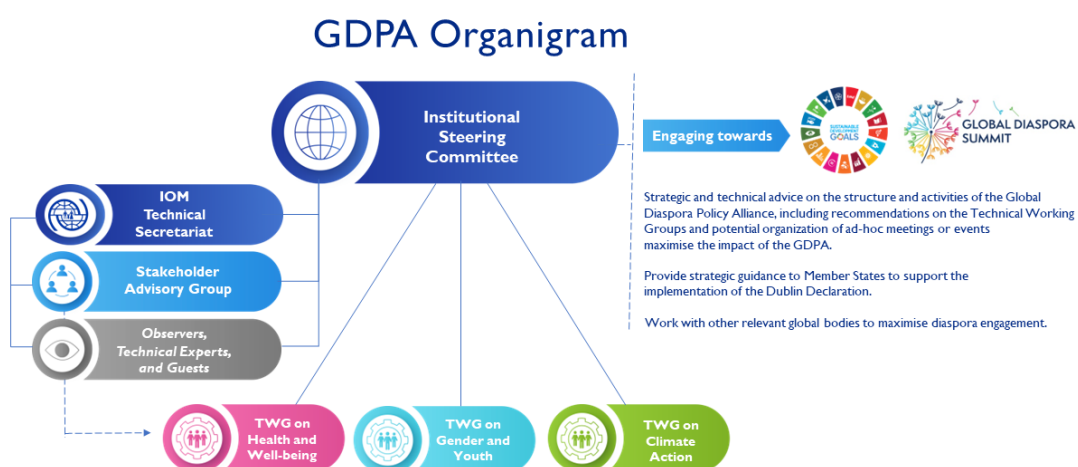 GDPA Organigram
Institutional
Steering
Committee
Engaging towards
SUSTAINABLE
DEVELOPMENT
GOALS
GLOBAL DIASPORA
SUMMIT
IOM
Technical
Secretariat
Stakeholder
Advisory Group
Observers,
Technical Experts,
and Guests
Strategic and technical advice on the structure and activities of the Global
Diaspora Policy Alliance, including recommendations on the Technical Working
Groups and potential organization of ad-hoc meetings or events
maximise the impact of the GDPA.
Provide strategic guidance to Member States to support the
implementation of the Dublin Declaration.
Work with other relevant global bodies to maximise diaspora engagement.
TWG on
Health and
Well-being
TWG on
Gender and
Youth
TWG on
Climate
Action